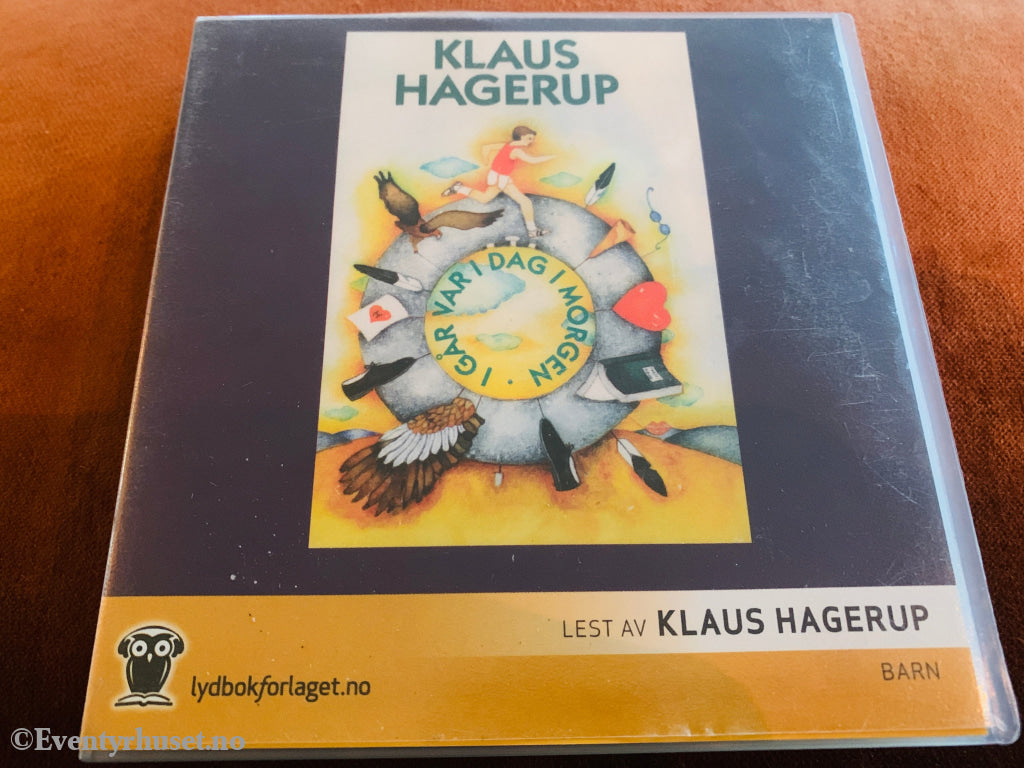 KLAUS
HAGERUP
I GÅR VAR I DAG I MORGEN ·
LEST AV KLAUS HAGERUP
BARN
lydbokforlaget.no
©Eventyrhuset.no